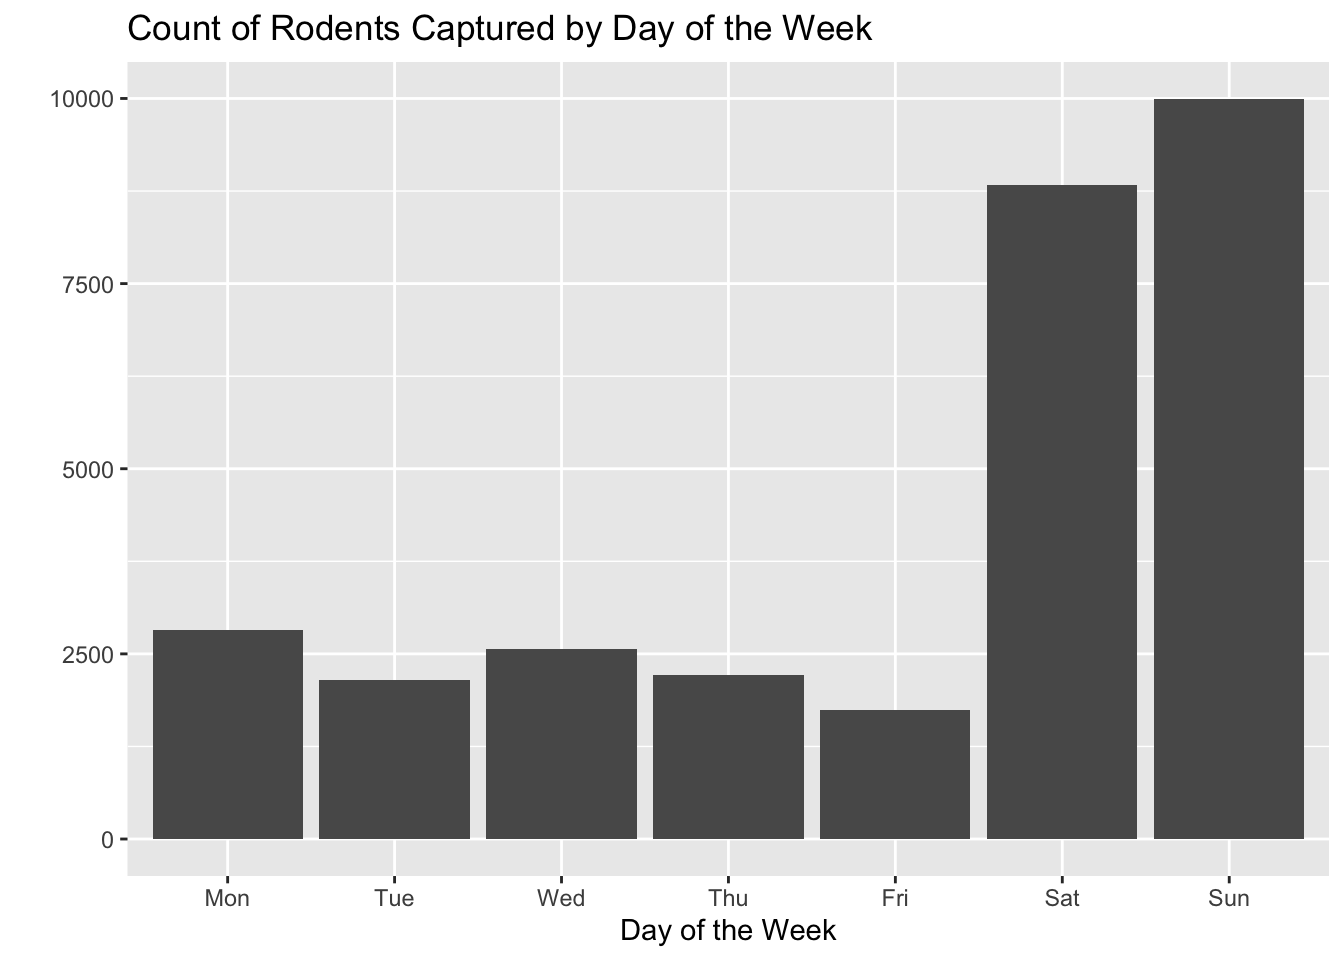 Count of Rodents Captured by Day of the Week
10000
7500
5000
2500
0
Mon Tue Wed Thu Fri Sat Sun
Day of the Week